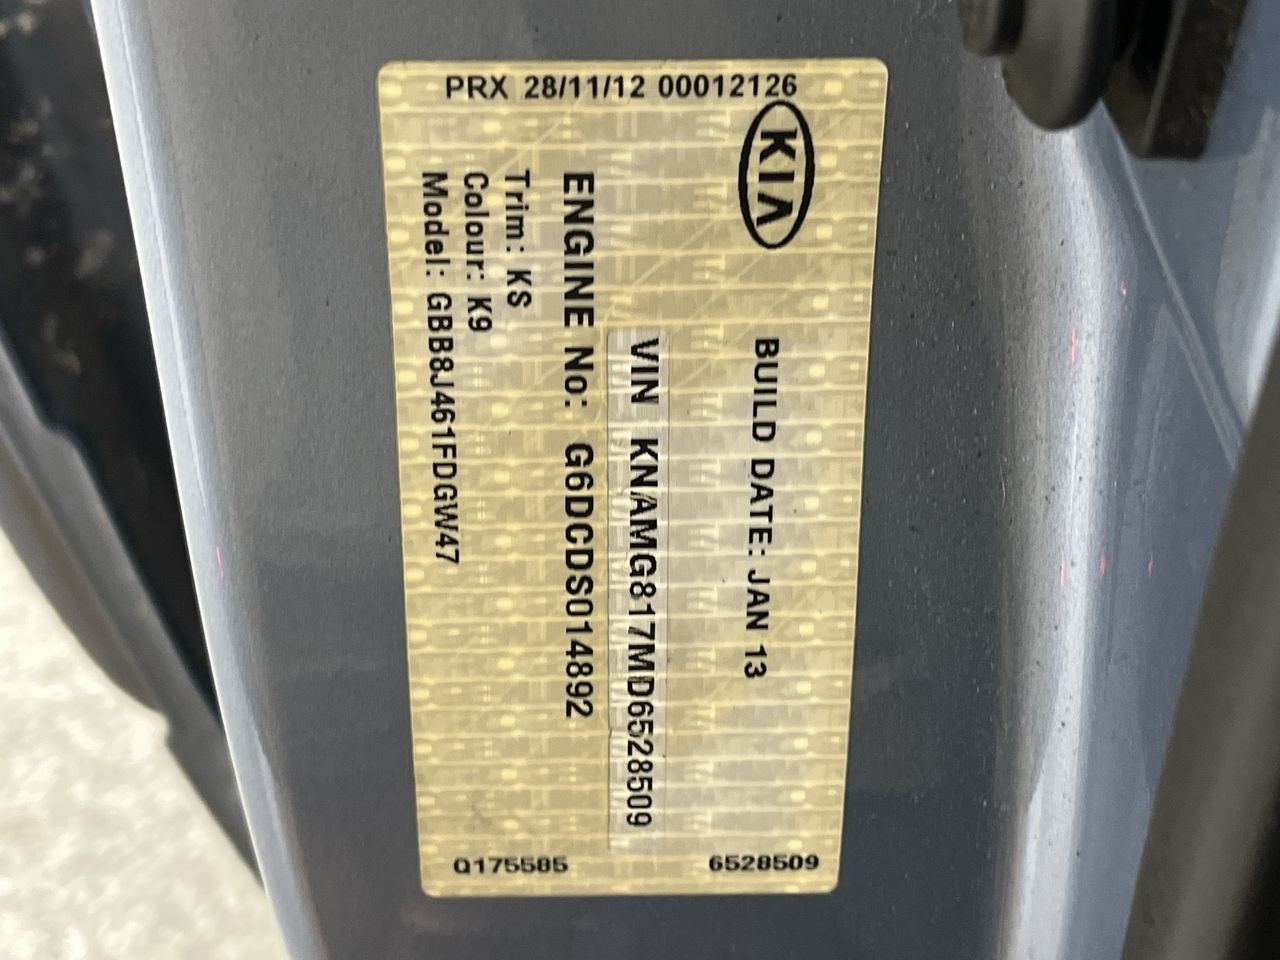 PRX 28/11/12 00012126
KIA
BUILD DATE: JAN 13
VIN KNAMG817MD6528509
ENGINE No: G6DCDS014892
Trim: KS
Colour: K9
Model: GBB8J461FDGW47
Q175585
6528509